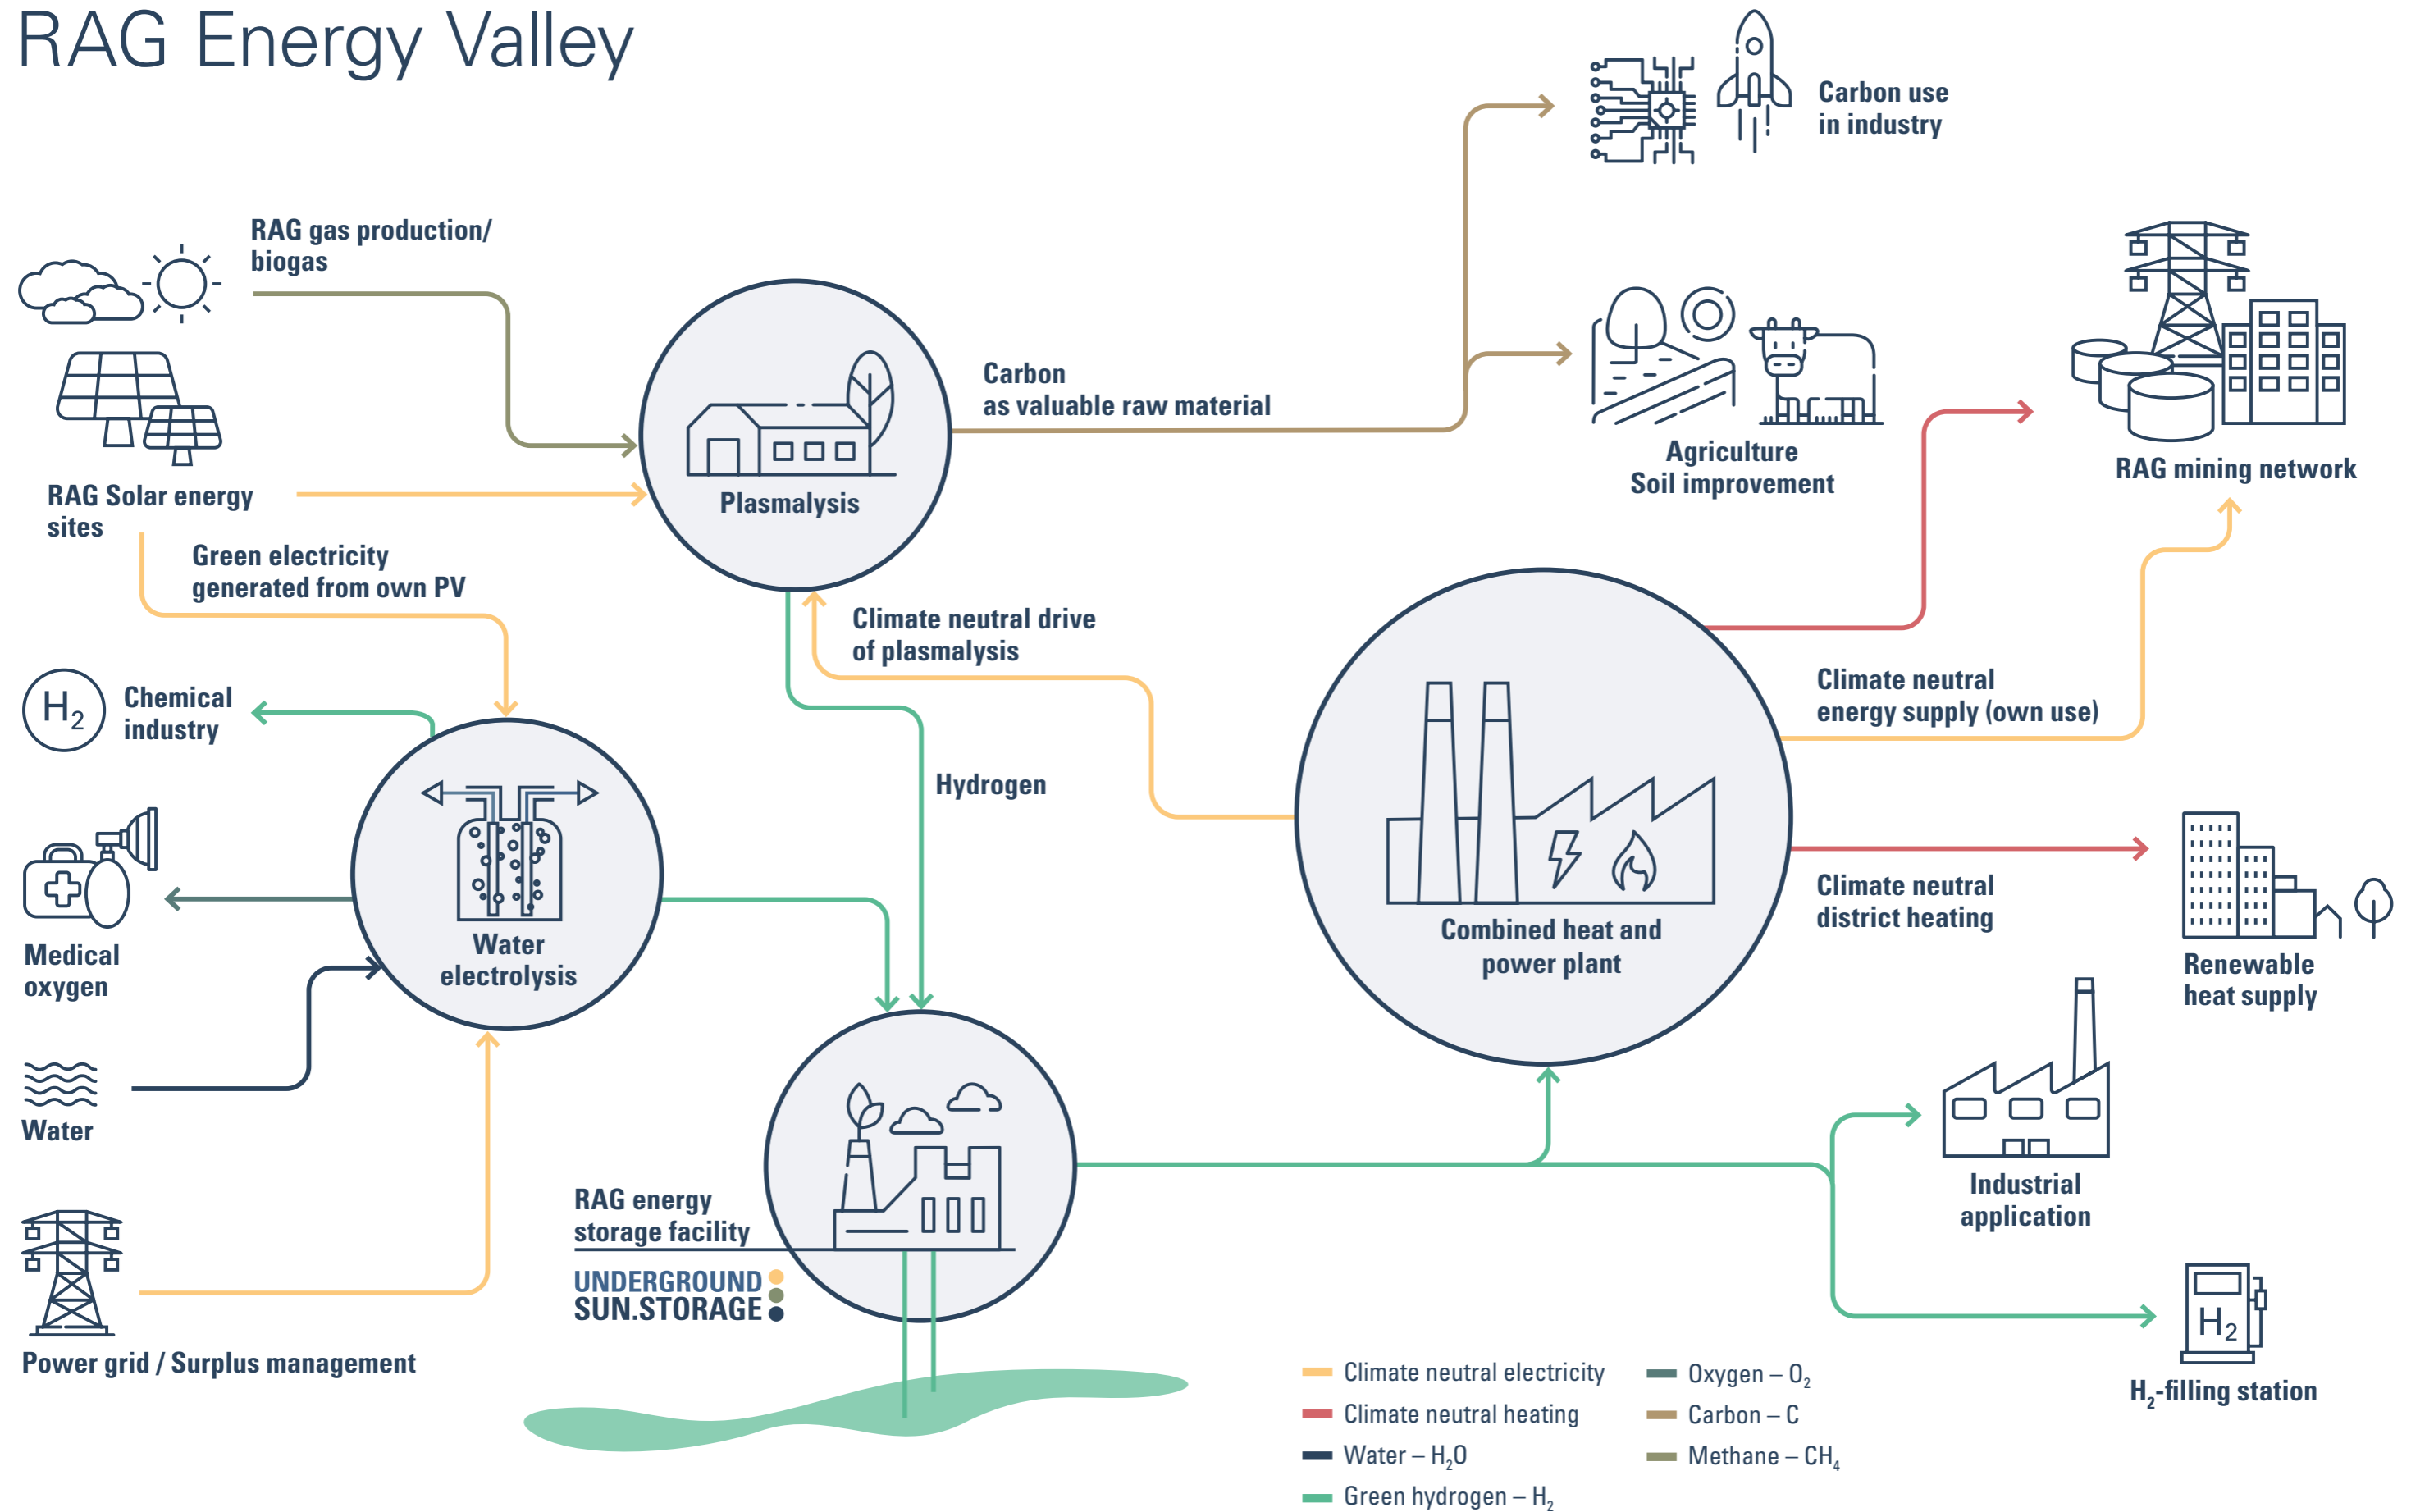 RAG Energy Valley
Carbon use
in industry
RAG gas production/
biogas
Carbon
as valuable raw material
Agriculture
Soil improvement
RAG mining network
Plasmalysis
RAG Solar energy
sites
Green electricity
generated from own PV
Climate neutral drive
of plasmalysis
H₂
Chemical
industry
Climate neutral
energy supply (own use)
Hydrogen
Climate neutral
district heating
Combined heat and
power plant
Water
electrolysis
Medical
oxygen
Renewable
heat supply
Water
Industrial
application
RAG energy
storage facility
UNDERGROUND
SUN.STORAGE
Power grid / Surplus management
H₂
H₂-filling station
Climate neutral electricity
Climate neutral heating
Water – H₂O
Green hydrogen – H₂
Oxygen – O₂
Carbon – C
Methane – CH₄